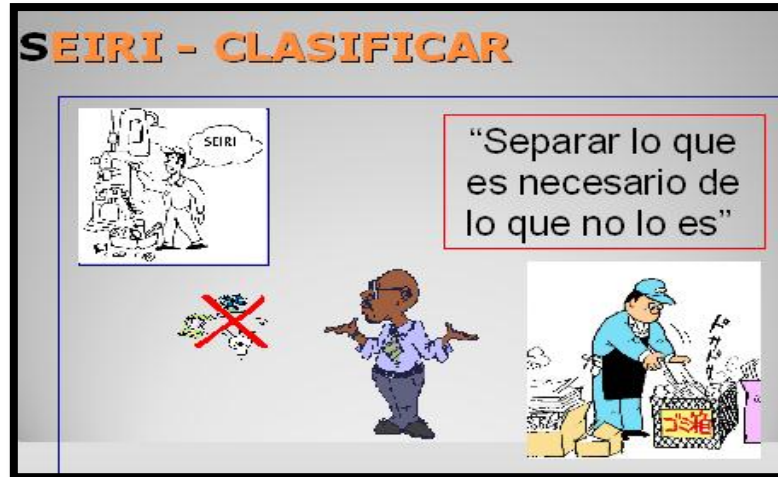 SEIRI - CLASIFICAR
SEIRI
“Separar lo que
es necesario de
lo que no lo es”
ゴミ箱